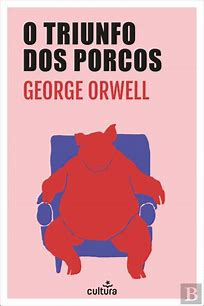 O TRIUNFO
DOS PORCOS
GEORGE ORWELL
cultura
B